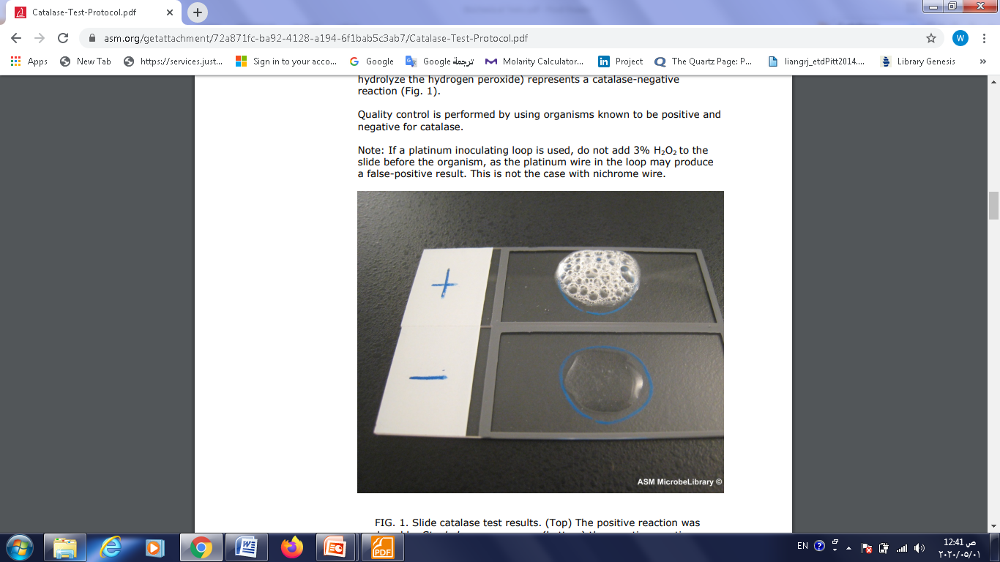 Catalase-Test-Protocol.pdf
asm.org/getattachment/72a871fc-ba92-4128-a194-6f1bab5c3ab7/Catalase-Test-Protocol.pdf
W
Apps New Tab https://services.just... Sign in to your acco... Google Google ترجمة Molarity Calculator... Project The Quartz Page: P... liangrj_etdPitt2014.... Library Genesis »
hydrolyze the hydrogen peroxide) represents a catalase-negative
reaction (Fig. 1).
Quality control is performed by using organisms known to be positive and
negative for catalase.
Note: If a platinum inoculating loop is used, do not add 3% H₂O₂ to the
slide before the organism, as the platinum wire in the loop may produce
a false-positive result. This is not the case with nichrome wire.
+
−
ASM MicrobeLibrary ©
FIG. 1. Slide catalase test results. (Top) The positive reaction was
EN
12:41 ص
٢٠٢٠/٠٥/٠١
PDF